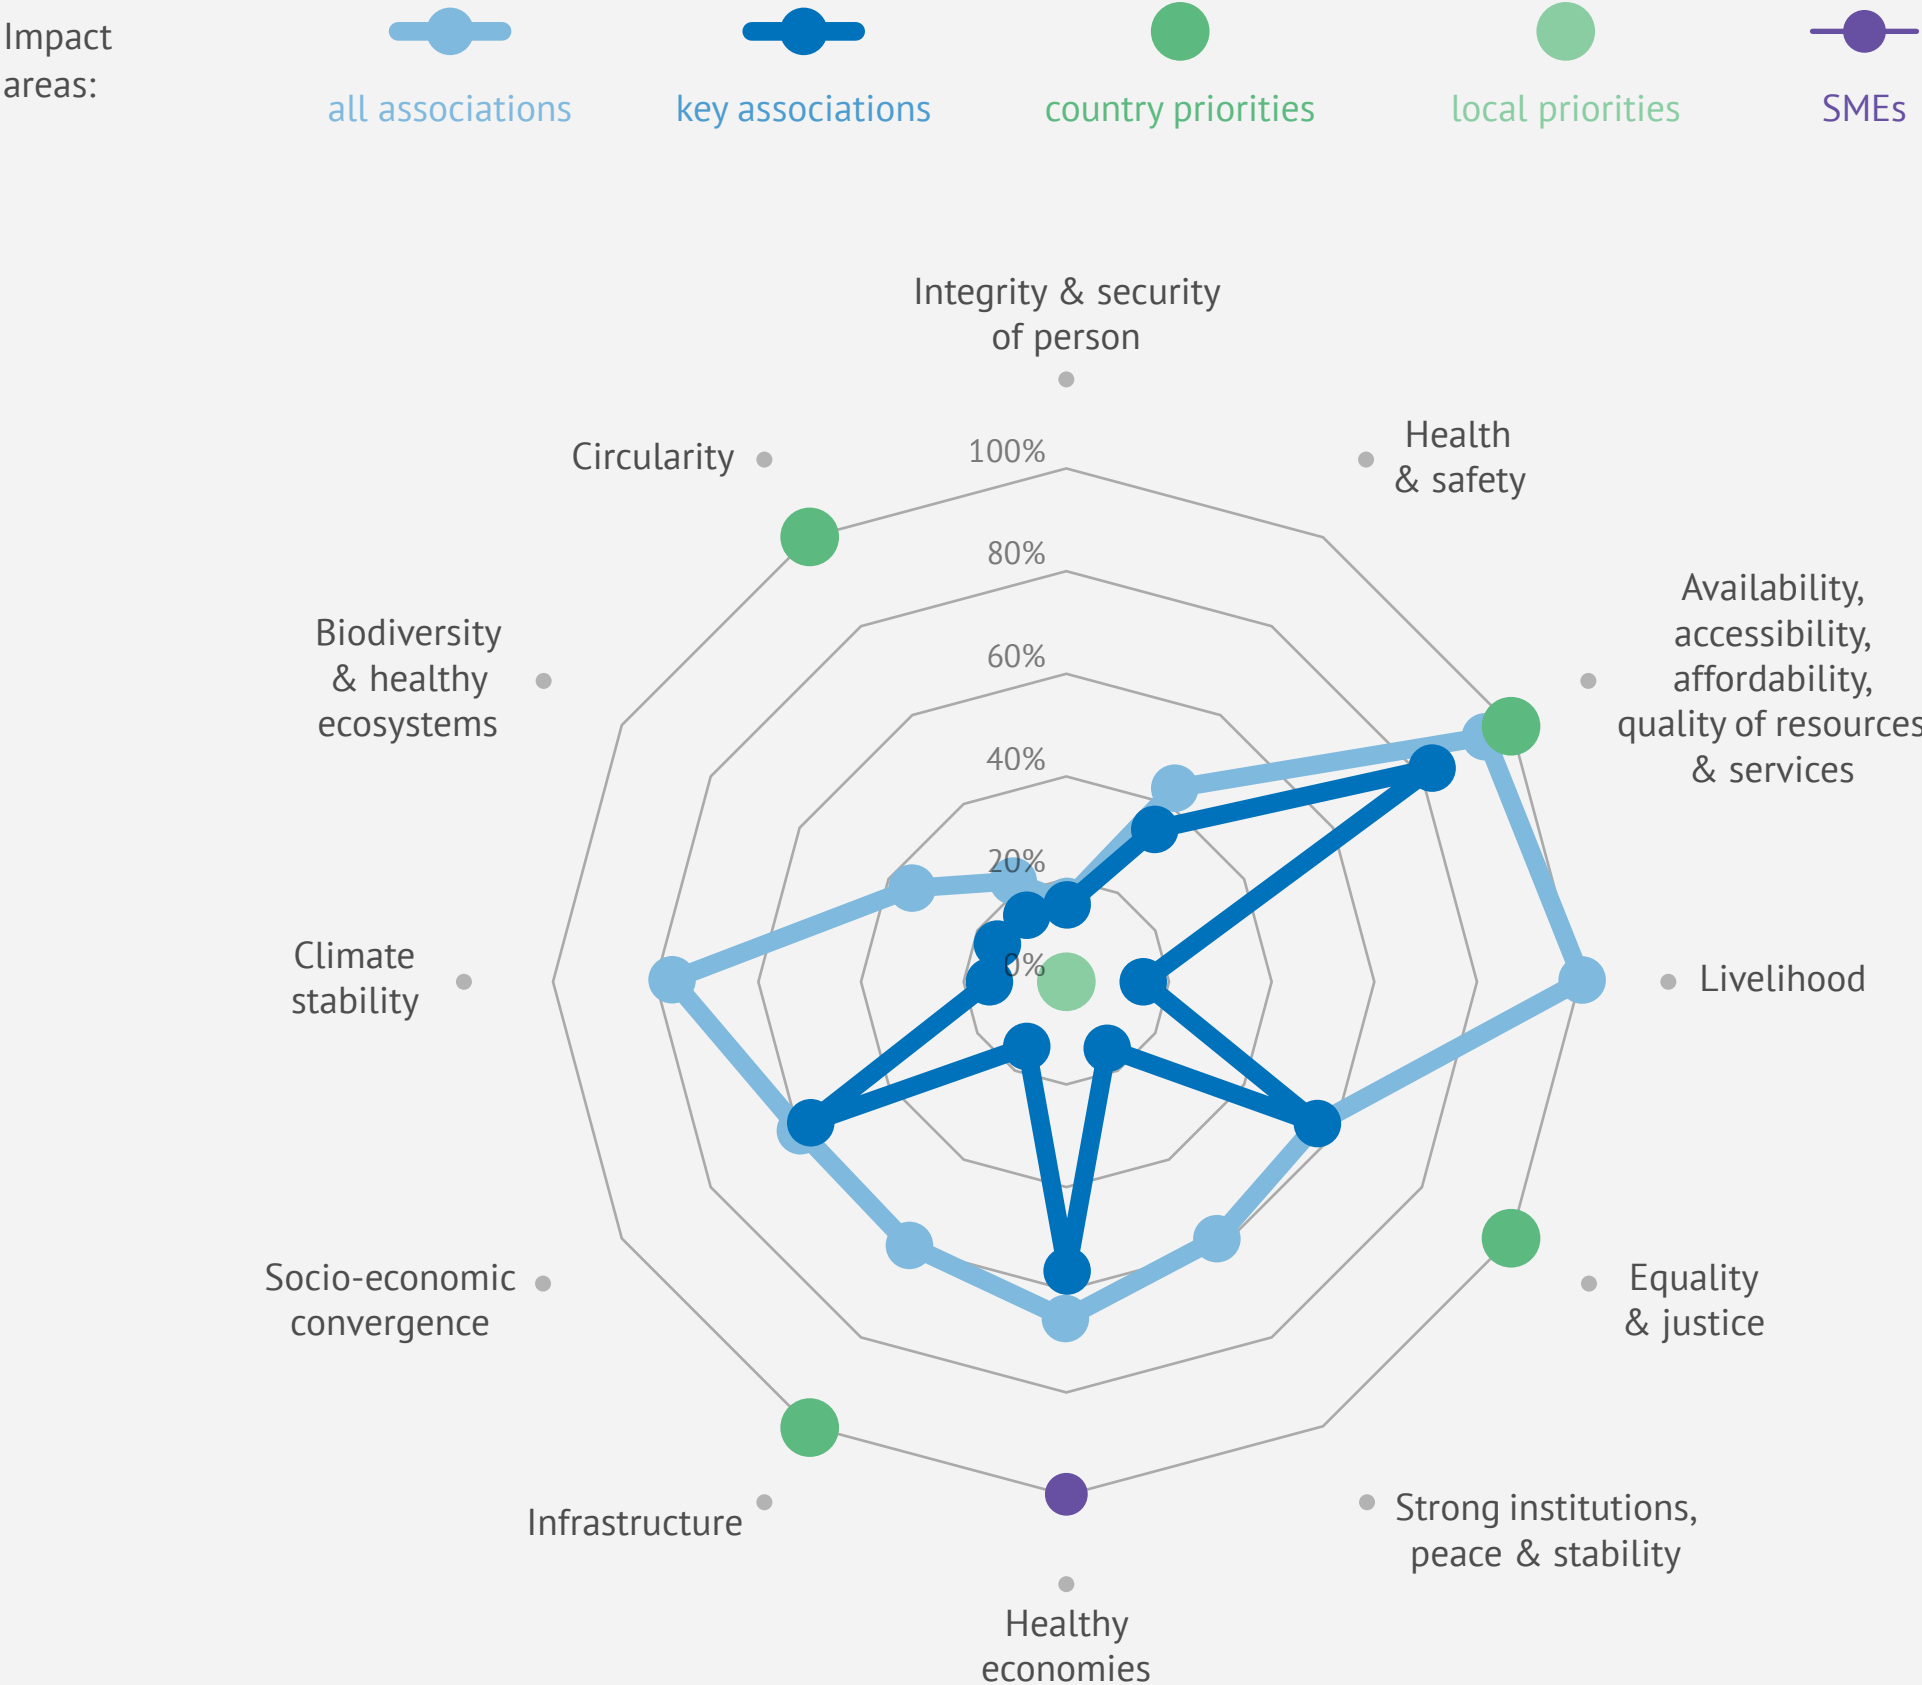 Impact
areas:
all associations
key associations
country priorities
local priorities
SMEs
Integrity & security
of person
Health
& safety
Availability,
accessibility,
affordability,
quality of resources
& services
Livelihood
Equality
& justice
Strong institutions,
peace & stability
Healthy
economies
Infrastructure
Socio-economic
convergence
Climate
stability
Biodiversity
& healthy
ecosystems
Circularity
100%
80%
60%
40%
20%
0%